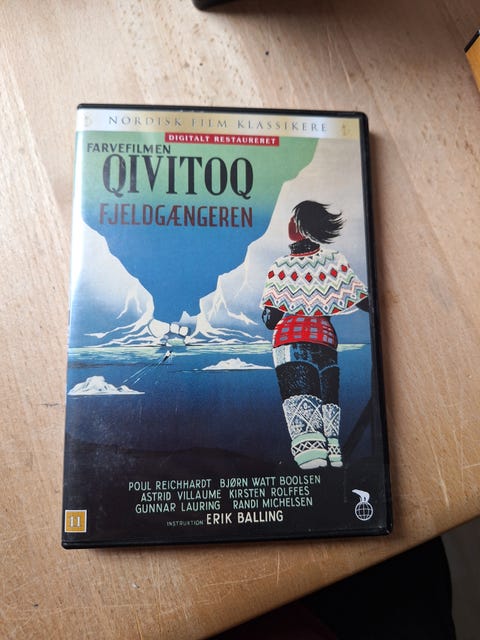 NORDISK FILM KLASSIKERE
DIGITALT RESTAURERET
FARVEFILMEN
QIVITOQ
FJELDGÆNGEREN
POUL REICHHARDT BJØRN WATT BOOLSEN
ASTRID VILLAUME KIRSTEN ROLFFES
GUNNAR LAURING RANDI MICHELSEN
INSTRUKTION ERIK BALLING
11